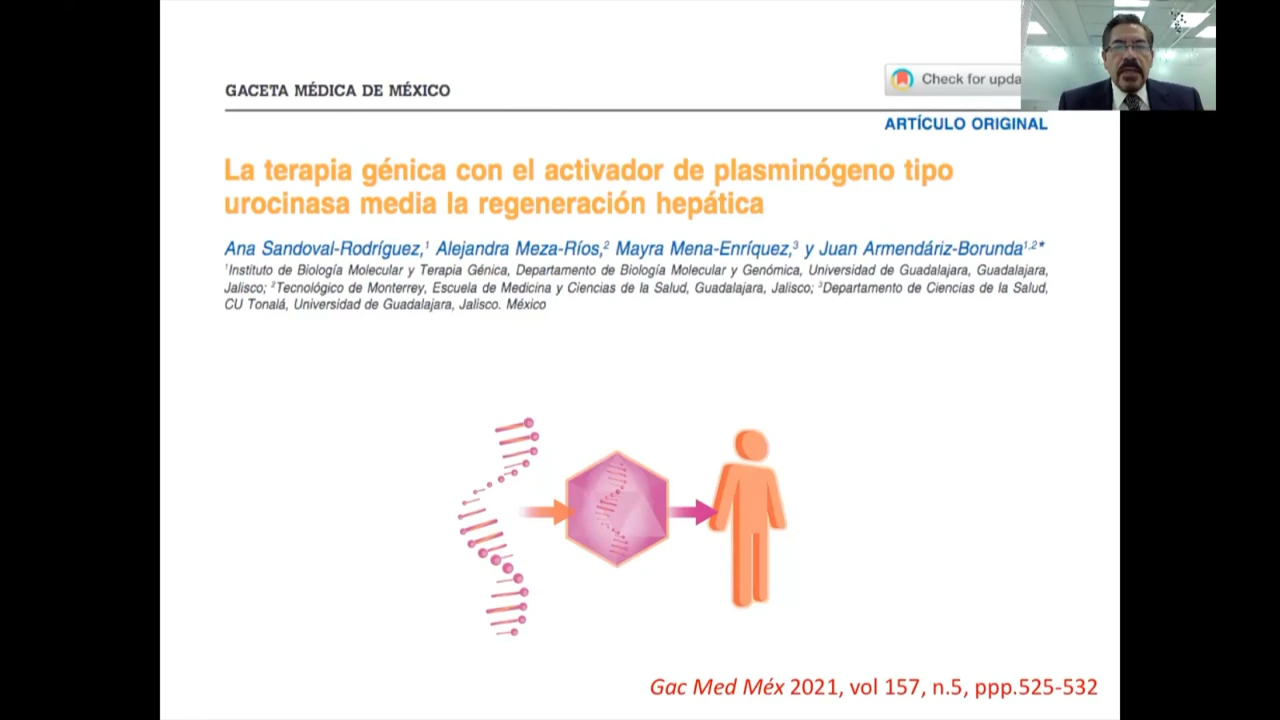 GACETA MÉDICA DE MÉXICO
Check for upda
ARTÍCULO ORIGINAL
La terapia génica con el activador de plasminógeno tipo
urocinasa media la regeneración hepática
Ana Sandoval-Rodríguez,¹ Alejandra Meza-Ríos,² Mayra Mena-Enríquez,³ y Juan Armendáriz-Borunda¹,²*
¹Instituto de Biología Molecular y Terapia Génica, Departamento de Biología Molecular y Genómica, Universidad de Guadalajara, Guadalajara,
Jalisco; ²Tecnológico de Monterrey, Escuela de Medicina y Ciencias de la Salud, Guadalajara, Jalisco; ³Departamento de Ciencias de la Salud,
CU Tonalá, Universidad de Guadalajara, Jalisco. México
Gac Med Méx 2021, vol 157, n.5, ppp.525-532